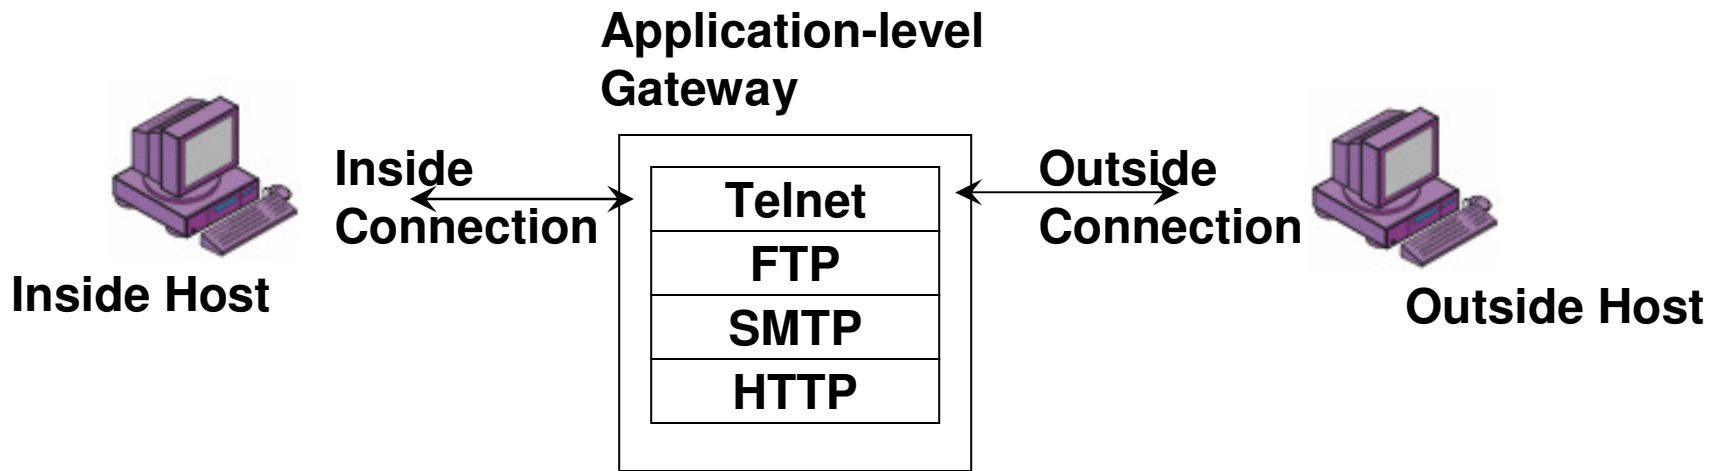 Application-level
Gateway
Inside
Connection
Telnet
FTP
SMTP
HTTP
Outside
Connection
Inside Host
Outside Host